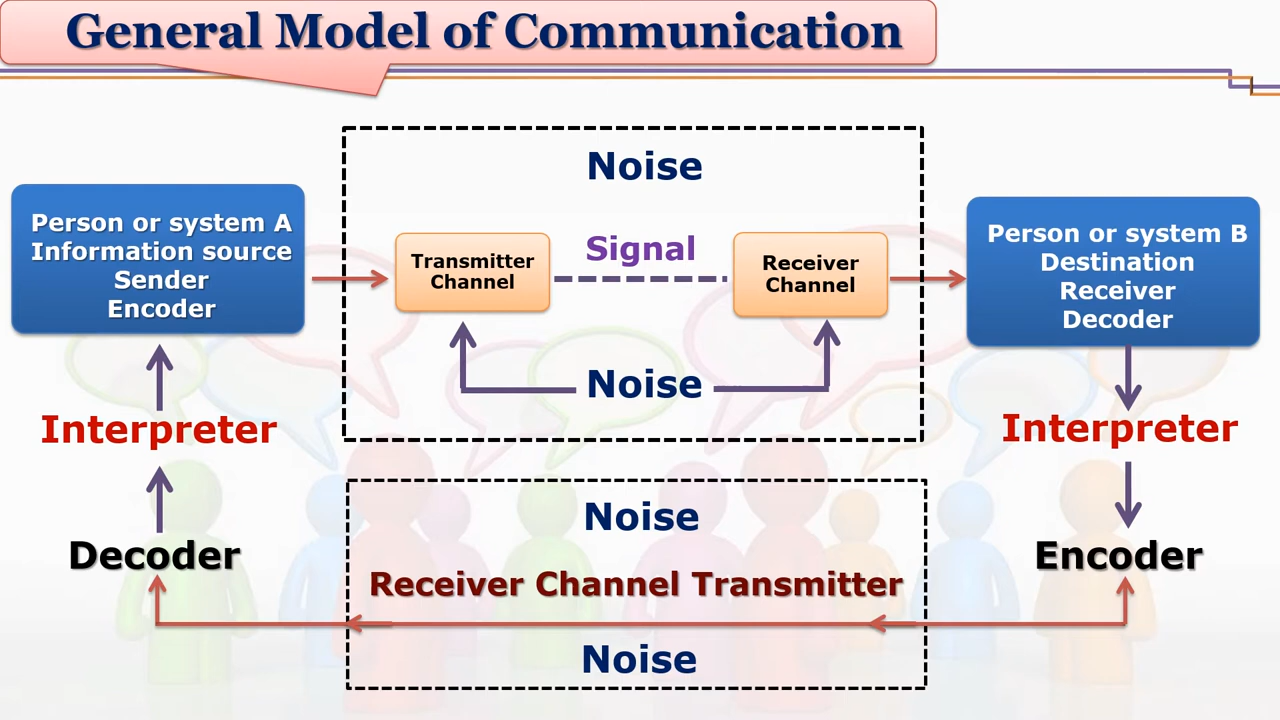 General Model of Communication
Noise
Person or system A
Information source
Sender
Encoder
Transmitter
Channel
Signal
Receiver
Channel
Person or system B
Destination
Receiver
Decoder
Noise
Interpreter
Interpreter
Decoder
Encoder
Noise
Receiver Channel Transmitter
Noise